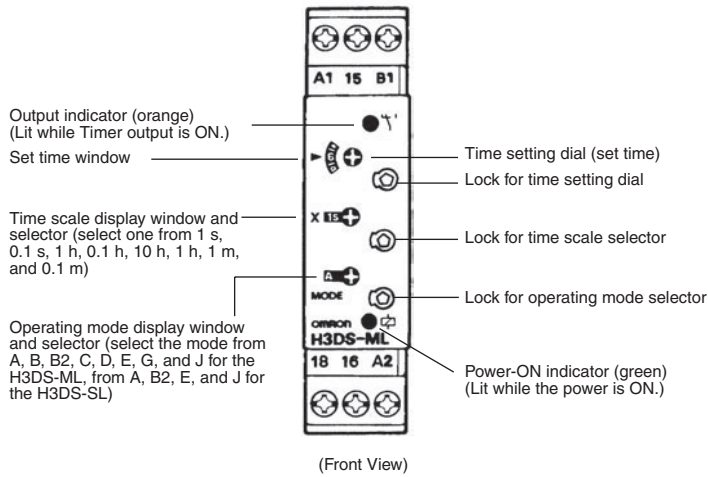 A1 15 B1
Output indicator (orange)
(Lit while Timer output is ON.)
Set time window
Time setting dial (set time)
Lock for time setting dial
Time scale display window and
selector (select one from 1 s,
0.1 s, 1 h, 0.1 h, 10 h, 1 h, 1 m,
and 0.1 m)
X 1S
Lock for time scale selector
A
MODE
Lock for operating mode selector
Operating mode display window
and selector (select the mode from
A, B, B2, C, D, E, G, and J for the
H3DS-ML, from A, B2, E, and J for
the H3DS-SL)
OMRON
H3DS-ML
18 16 A2
Power-ON indicator (green)
(Lit while the power is ON.)
(Front View)